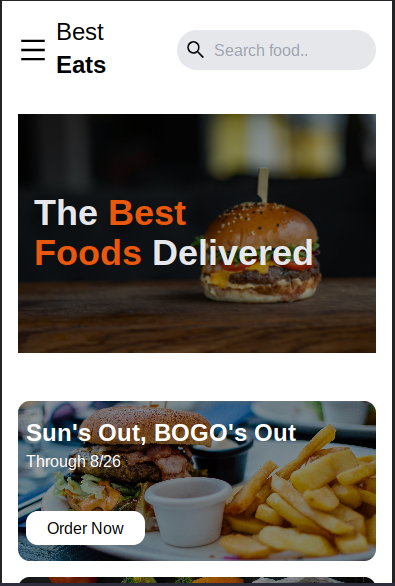 Best
Eats
Search food..
The Best
Foods Delivered
Sun's Out, BOGO's Out
Through 8/26
Order Now